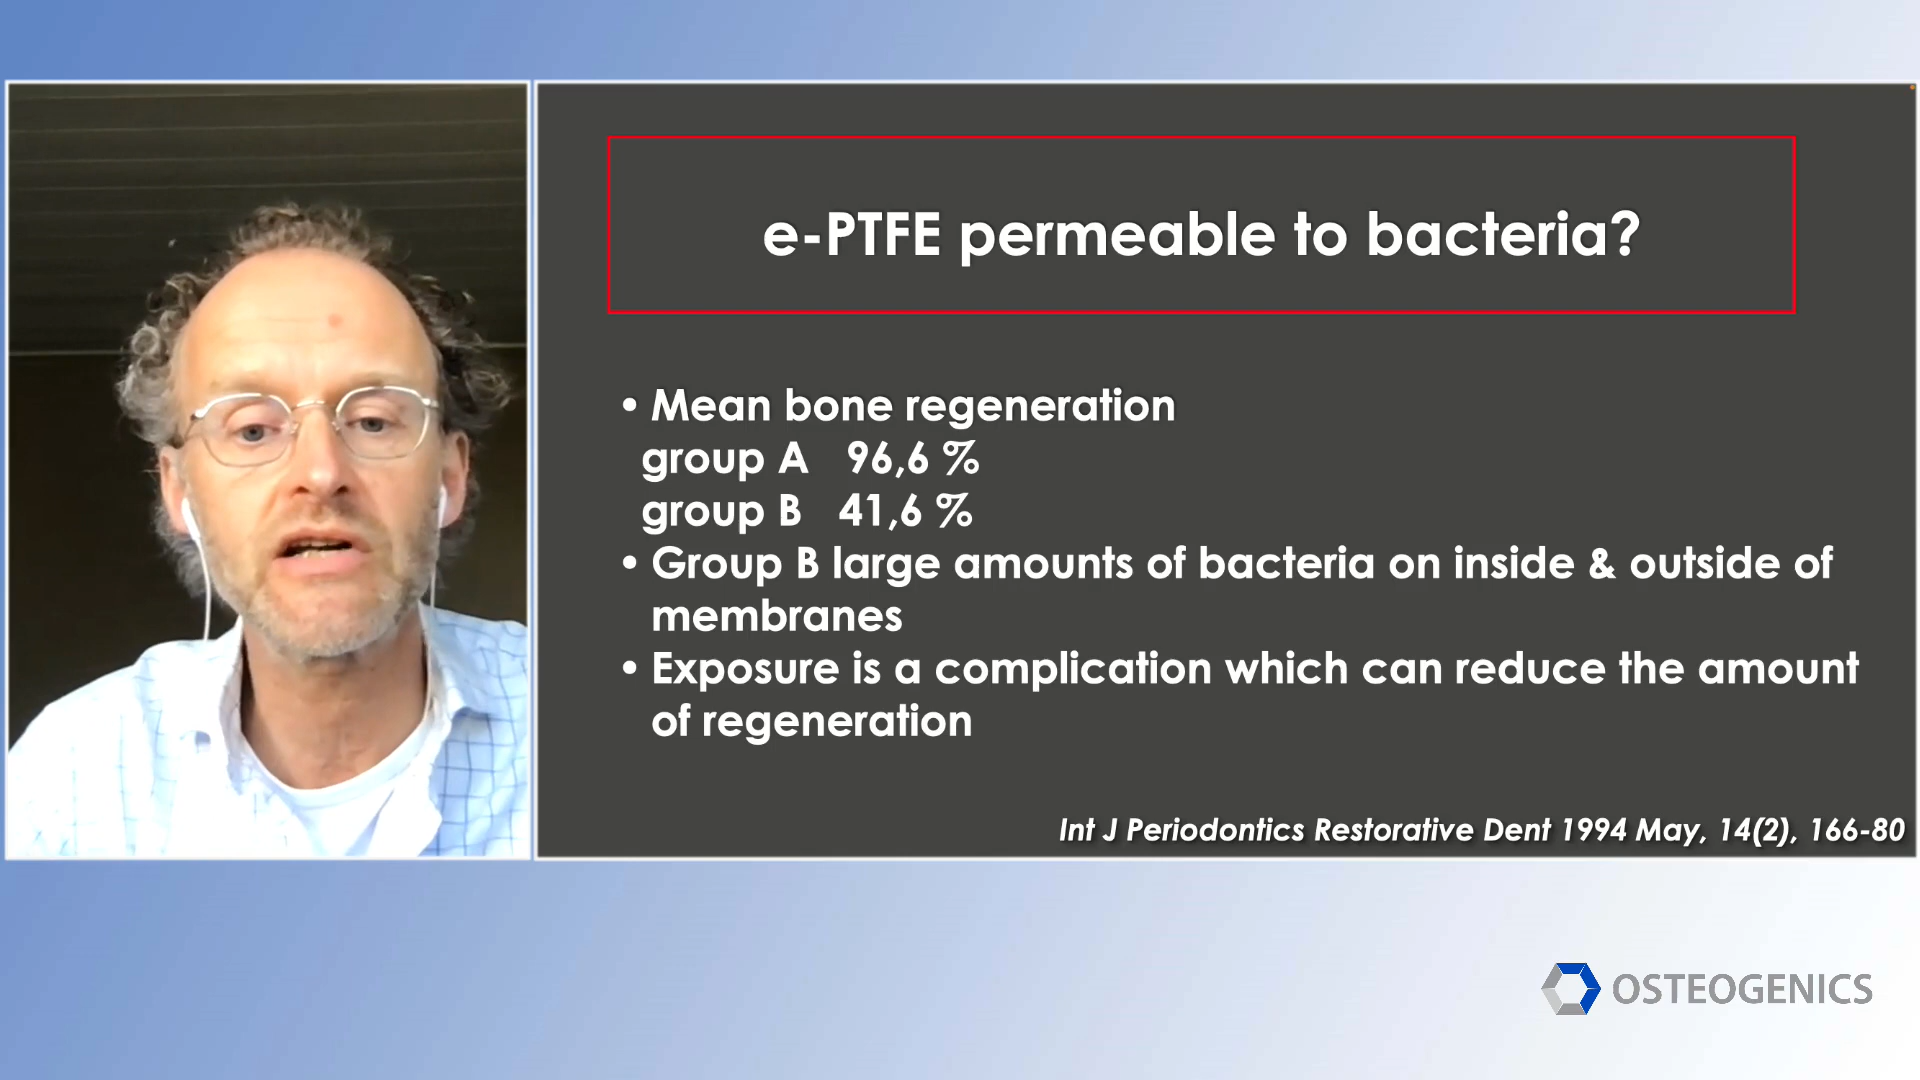 e-PTFE permeable to bacteria?
• Mean bone regeneration
group A 96,6 %
group B 41,6 %
• Group B large amounts of bacteria on inside & outside of
membranes
• Exposure is a complication which can reduce the amount
of regeneration
Int J Periodontics Restorative Dent 1994 May, 14(2), 166-80
OSTEOGENICS